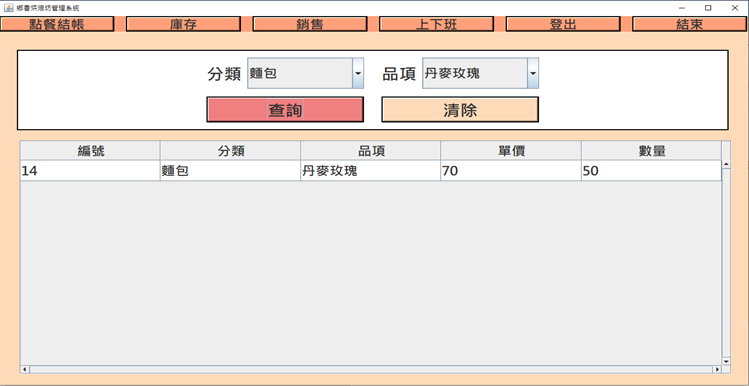 鄉香烘焙坊管理系統
點餐結帳 庫存 銷售 上下班 登出 結束
分類 麵包 品項 丹麥玫瑰
查詢 清除
編號 分類 品項 單價 數量
14 麵包 丹麥玫瑰 70 50